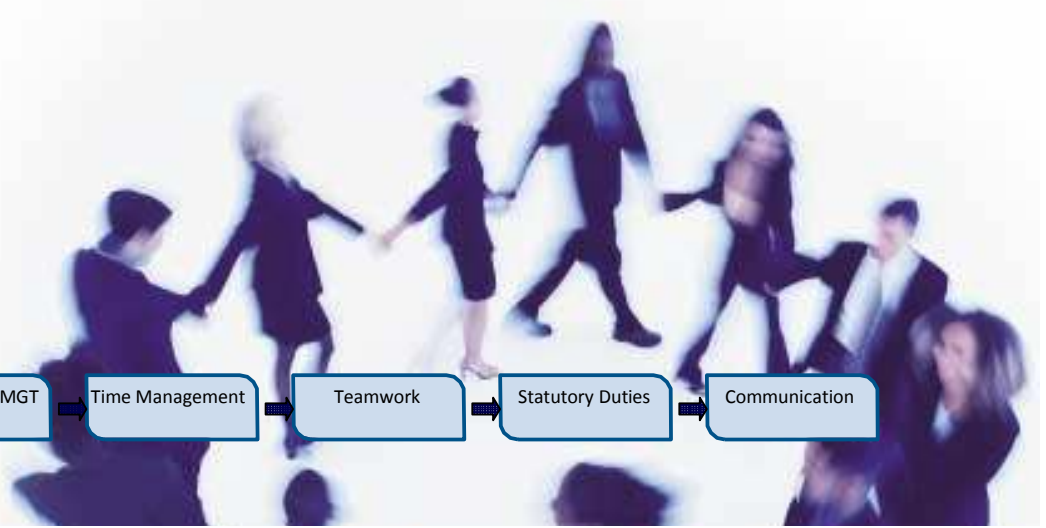 MGT
Time Management
Teamwork
Statutory Duties
Communication